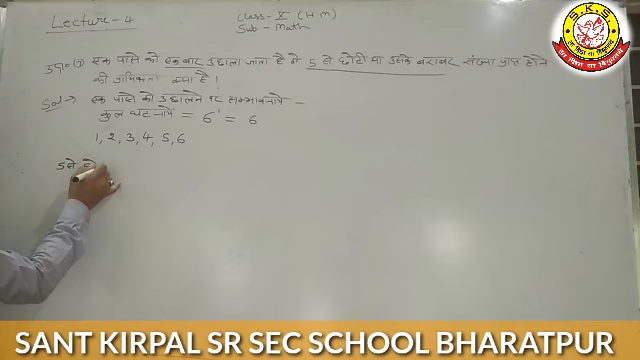 Lecture - 4
Class - X (H M)
Sub - Math
उदा० (1) एक पासे को एक बार उछाला जाता है तो 5 से छोटी या उसके बराबर संख्या प्राप्त होने
की प्रायिकता क्या है !
Sol → एक पासे को उछालने पर सम्भावनाये -
कुल घटनाये = 6¹ = 6
1, 2, 3, 4, 5, 6
5 से छो
S.K.S.
SANT KIRPAL SR SEC SCHOOL BHARATPUR